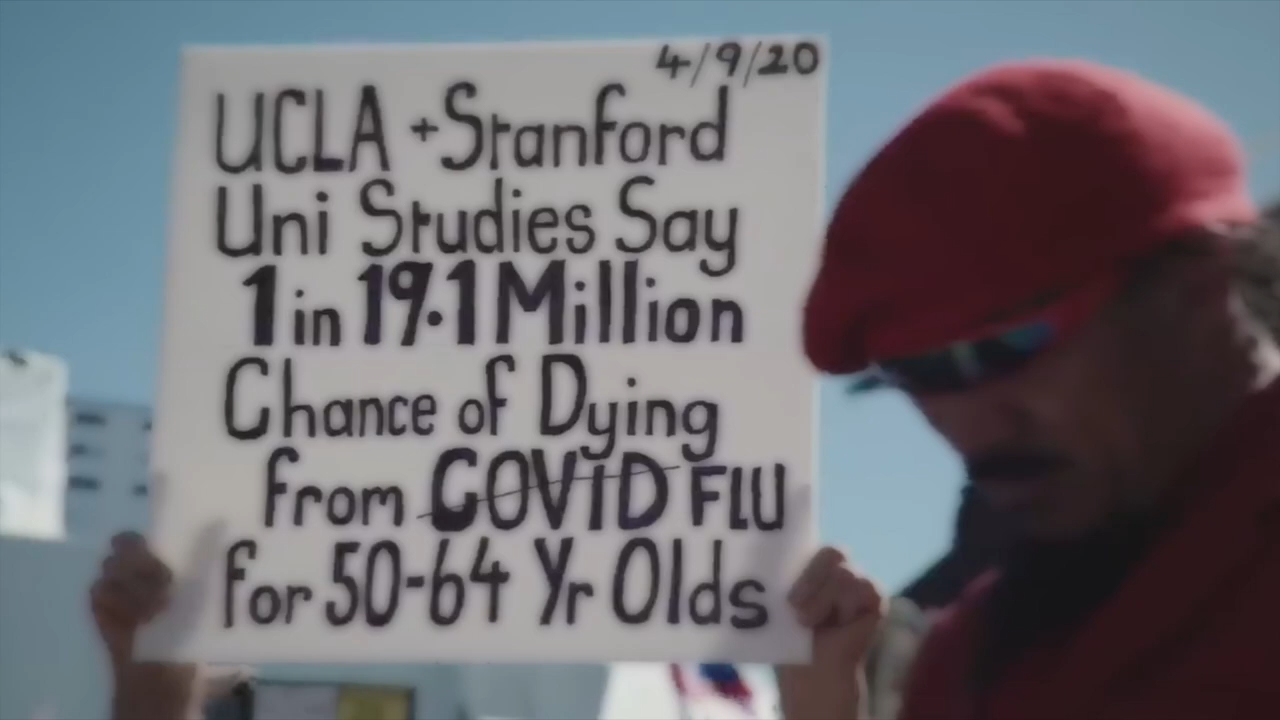 4/9/20
UCLA + Stanford
Uni Studies Say
1 in 19.1 Million
Chance of Dying
from COVID FLU
for 50-64 Yr Olds